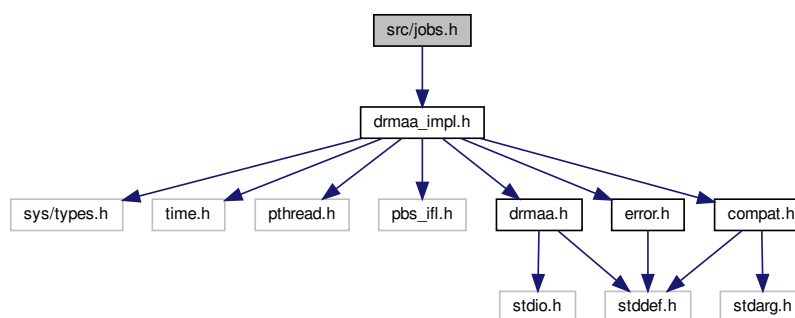 src/jobs.h
drmaa_impl.h
sys/types.h
time.h
pthread.h
pbs_ifl.h
drmaa.h
error.h
compat.h
stdio.h
stddef.h
stdarg.h